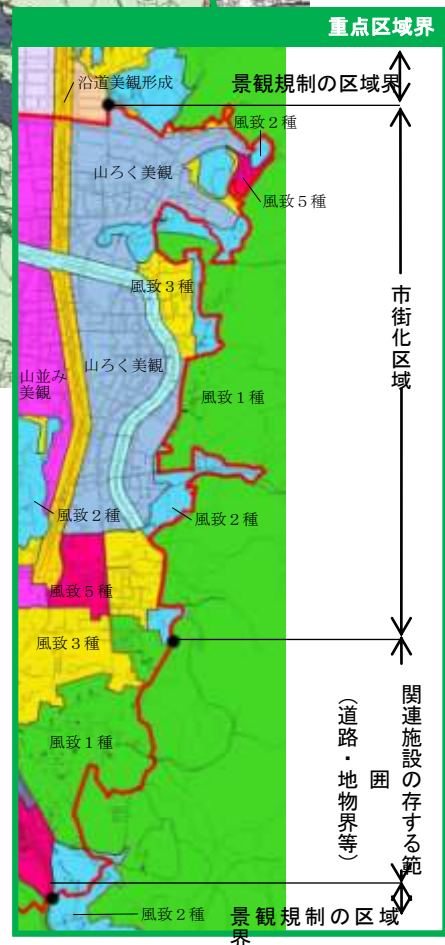 重点区域界
沿道美観形成
景観規制の区域界
風致２種
山ろく美観
風致５種
風致３種
市街化区域
山並み
美観
山ろく美観
風致１種
風致２種
風致２種
風致５種
風致３種
関連施設の存する範
囲
（道路・地物界等）
風致１種
風致２種
景観規制の区域
界